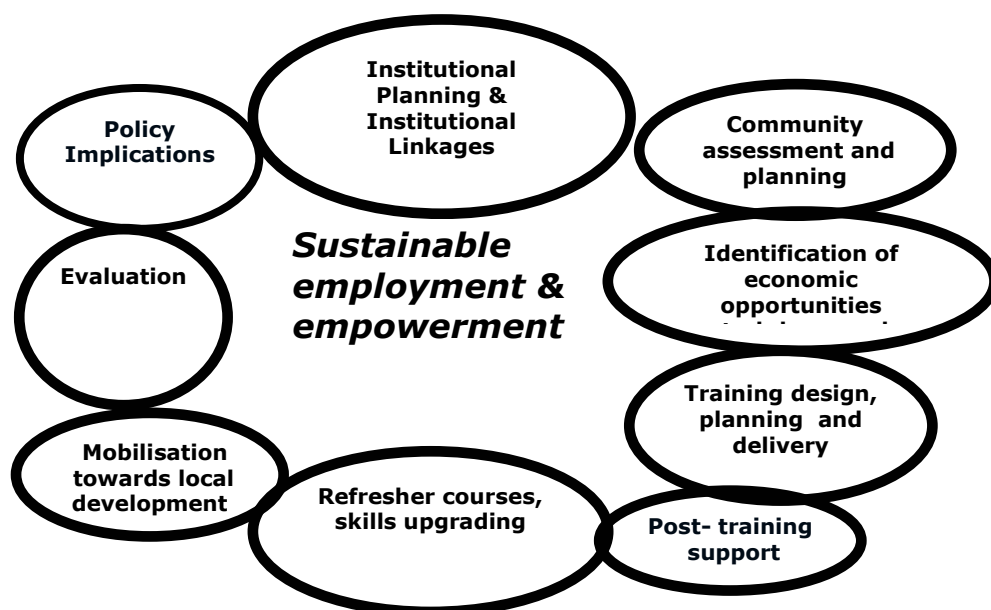 Institutional
Planning &
Institutional
Linkages
Community
assessment and
planning
Identification of
economic
opportunities
Training design,
planning and
delivery
Post- training
support
Refresher courses,
skills upgrading
Mobilisation
towards local
development
Evaluation
Policy
Implications
Sustainable
employment &
empowerment